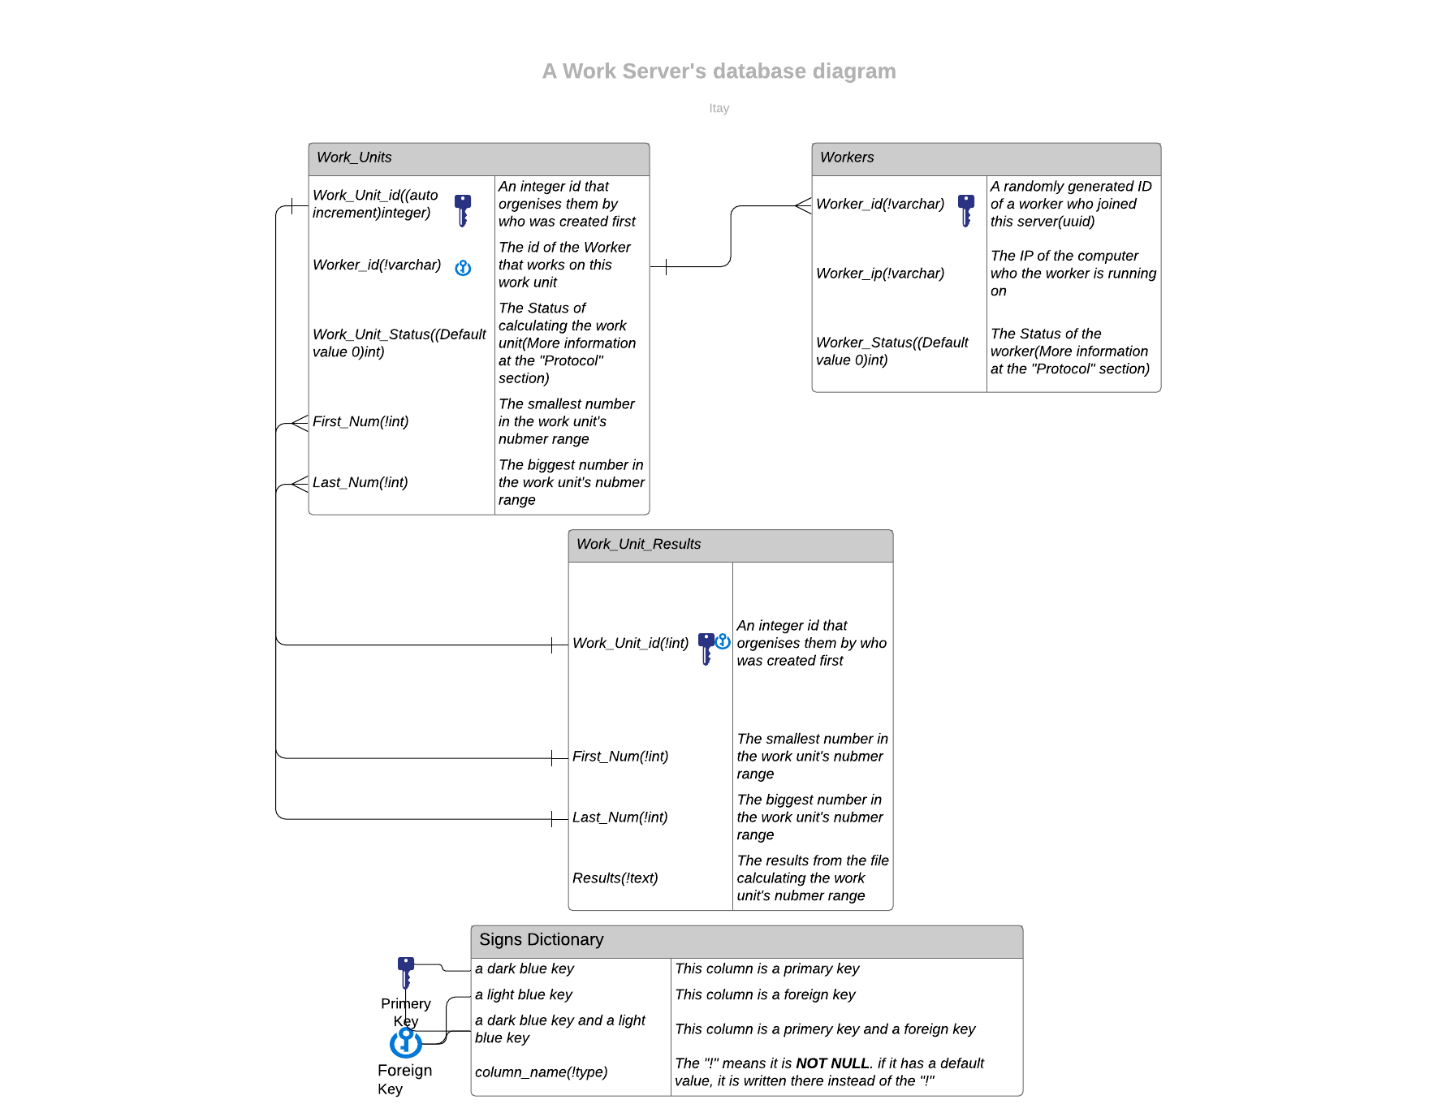 A Work Server's database diagram
Itay
Work_Units
Work_Unit_id((auto
increment)integer)
An integer id that
orgenises them by
who was created first
Worker_id(!varchar)
The id of the Worker
that works on this
work unit
Work_Unit_Status((Default
value 0)int)
The Status of
calculating the work
unit(More information
at the "Protocol"
section)
First_Num(!int)
The smallest number
in the work unit's
nubmer range
Last_Num(!int)
The biggest number in
the work unit's nubmer
range
Workers
Worker_id(!varchar)
A randomly generated ID
of a worker who joined
this server(uuid)
Worker_ip(!varchar)
The IP of the computer
who the worker is running
on
Worker_Status((Default
value 0)int)
The Status of the
worker(More information
at the "Protocol" section)
Work_Unit_Results
Work_Unit_id(!int)
An integer id that
orgenises them by who
was created first
First_Num(!int)
The smallest number in
the work unit's nubmer
range
Last_Num(!int)
The biggest number in
the work unit's nubmer
range
Results(!text)
The results from the file
calculating the work
unit's nubmer range
Signs Dictionary
a dark blue key
This column is a primary key
a light blue key
This column is a foreign key
a dark blue key and a light
blue key
This column is a primery key and a foreign key
column_name(!type)
The "!" means it is NOT NULL. if it has a default
value, it is written there instead of the "!"
Primery
Key
Foreign
Key